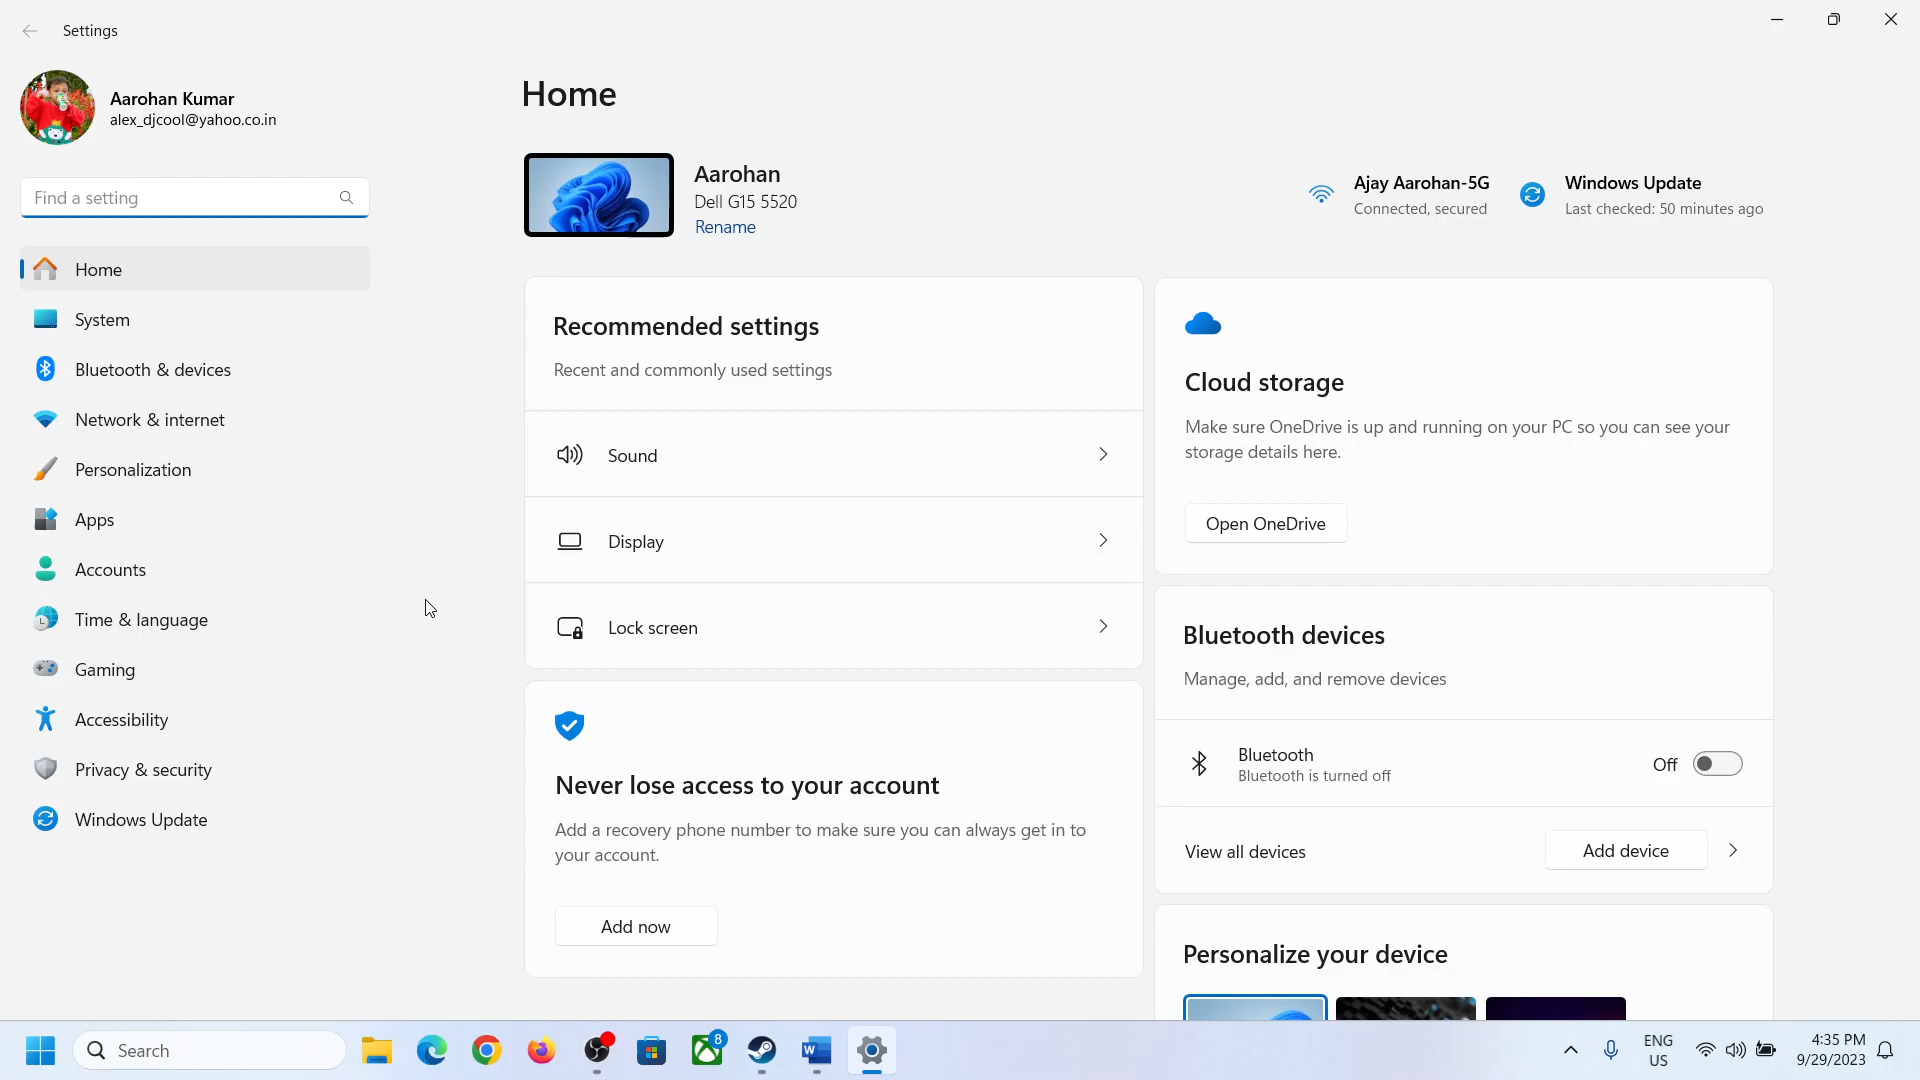 Settings
Aarohan Kumar
alex_djcool@yahoo.co.in
Find a setting
Home
System
Bluetooth & devices
Network & internet
Personalization
Apps
Accounts
Time & language
Gaming
Accessibility
Privacy & security
Windows Update
Home
Aarohan
Dell G15 5520
Rename
Ajay Aarohan-5G
Connected, secured
Windows Update
Last checked: 50 minutes ago
Recommended settings
Recent and commonly used settings
Sound
Display
Lock screen
Never lose access to your account
Add a recovery phone number to make sure you can always get in to
your account.
Add now
Cloud storage
Make sure OneDrive is up and running on your PC so you can see your
storage details here.
Open OneDrive
Bluetooth devices
Manage, add, and remove devices
Bluetooth
Bluetooth is turned off
Off
View all devices
Add device
Personalize your device
Search
8
ENG
US
4:35 PM
9/29/2023